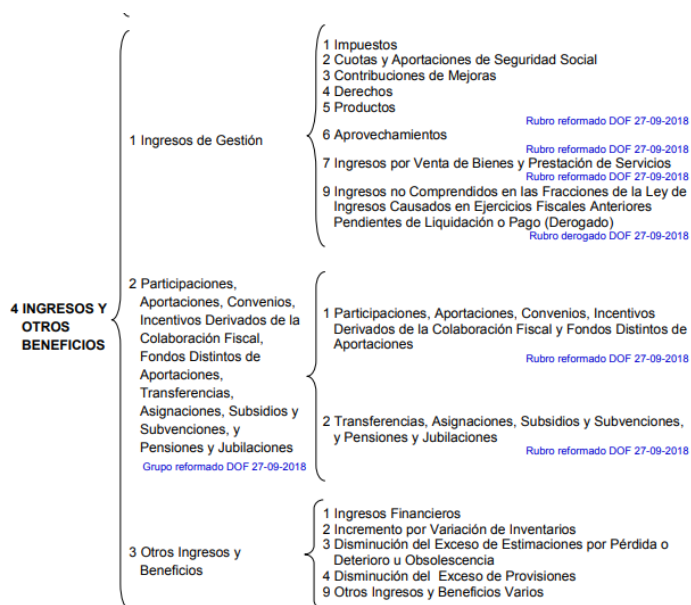 4 INGRESOS Y
OTROS
BENEFICIOS
1 Ingresos de Gestión
1 Impuestos
2 Cuotas y Aportaciones de Seguridad Social
3 Contribuciones de Mejoras
4 Derechos
5 Productos
Rubro reformado DOF 27-09-2018
6 Aprovechamientos
Rubro reformado DOF 27-09-2018
7 Ingresos por Venta de Bienes y Prestación de Servicios
Rubro reformado DOF 27-09-2018
9 Ingresos no Comprendidos en las Fracciones de la Ley de
Ingresos Causados en Ejercicios Fiscales Anteriores
Pendientes de Liquidación o Pago (Derogado)
Rubro derogado DOF 27-09-2018
2 Participaciones,
Aportaciones, Convenios,
Incentivos Derivados de la
Colaboración Fiscal,
Fondos Distintos de
Aportaciones,
Transferencias,
Asignaciones, Subsidios y
Subvenciones, y
Pensiones y Jubilaciones
Grupo reformado DOF 27-09-2018
1 Participaciones, Aportaciones, Convenios, Incentivos
Derivados de la Colaboración Fiscal y Fondos Distintos de
Aportaciones
Rubro reformado DOF 27-09-2018
2 Transferencias, Asignaciones, Subsidios y Subvenciones,
y Pensiones y Jubilaciones
Rubro reformado DOF 27-09-2018
3 Otros Ingresos y
Beneficios
1 Ingresos Financieros
2 Incremento por Variación de Inventarios
3 Disminución del Exceso de Estimaciones por Pérdida o
Deterioro u Obsolescencia
4 Disminución del Exceso de Provisiones
9 Otros Ingresos y Beneficios Varios